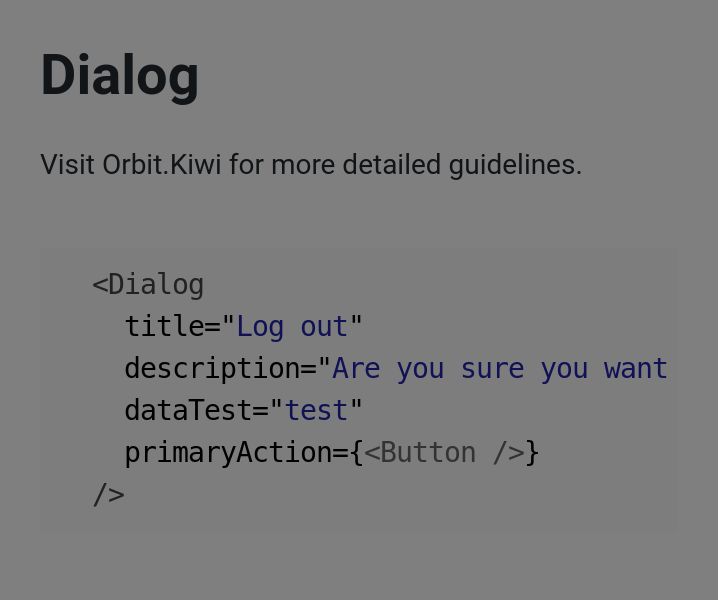 Dialog
Visit Orbit.Kiwi for more detailed guidelines.
<Dialog
title="Log out"
description="Are you sure you want
dataTest="test"
primaryAction={<Button />}
/>